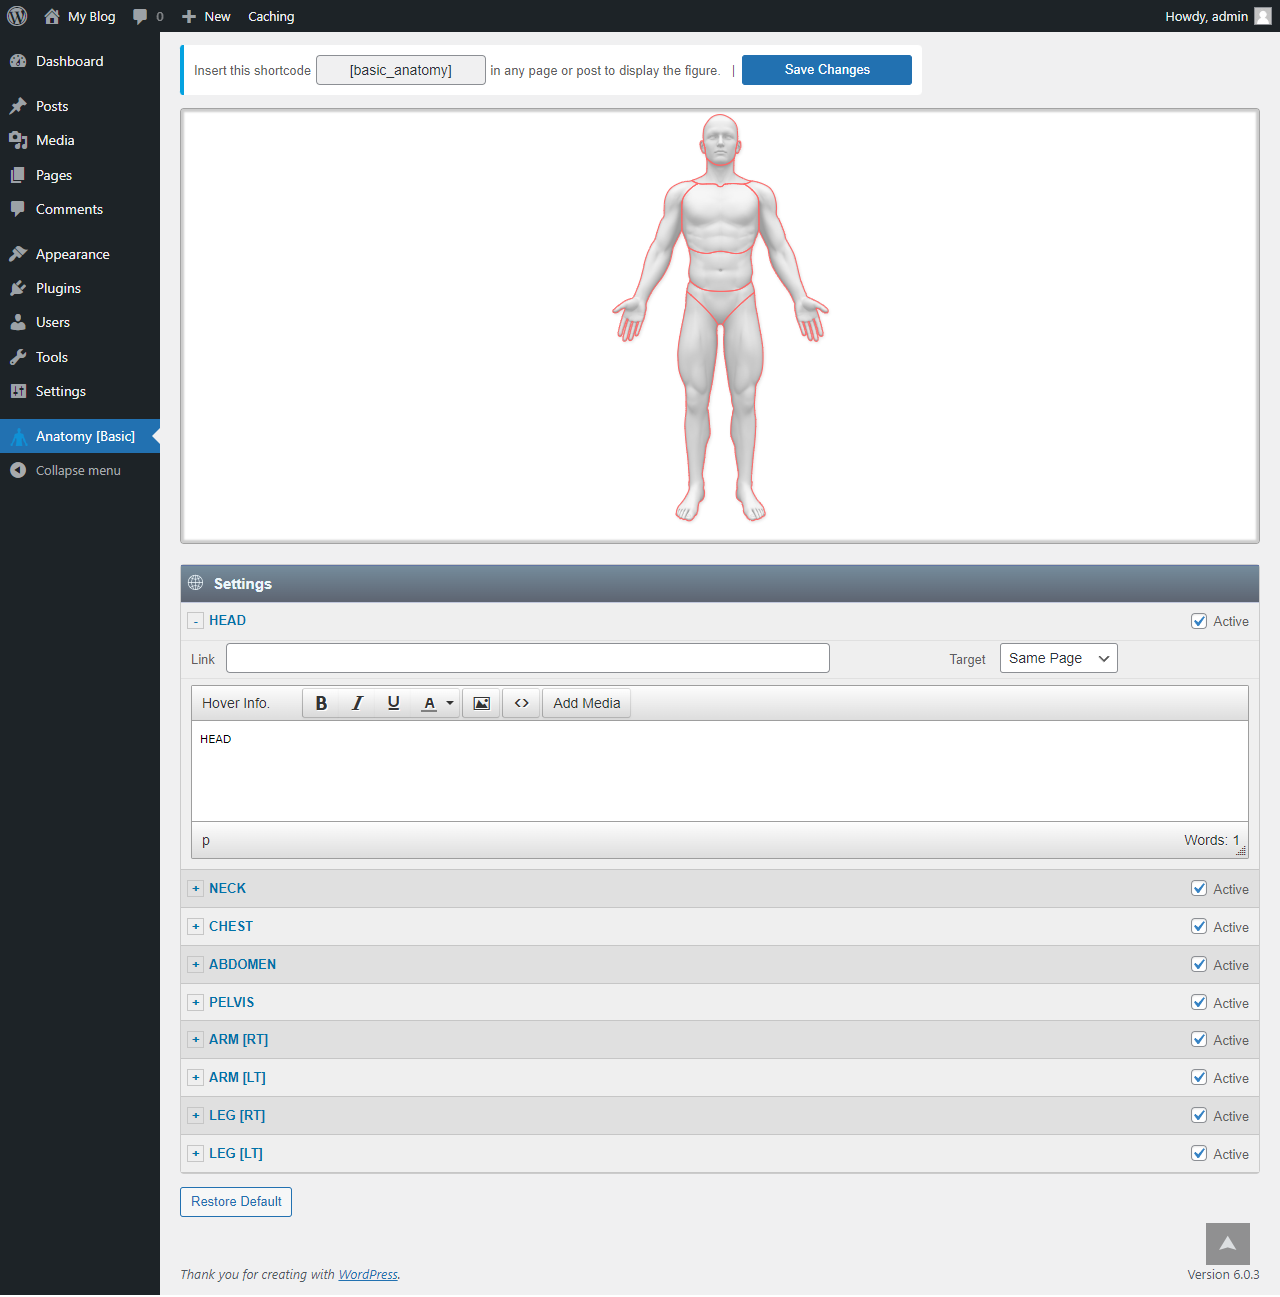 My Blog 0 New Caching Howdy, admin
Dashboard
Posts
Media
Pages
Comments
Appearance
Plugins
Users
Tools
Settings
Anatomy [Basic]
Collapse menu
Insert this shortcode [basic_anatomy] in any page or post to display the figure. | Save Changes
Settings
- HEAD Active
Link Target Same Page
Hover Info. B I U A <> Add Media
HEAD
p Words: 1
+ NECK Active
+ CHEST Active
+ ABDOMEN Active
+ PELVIS Active
+ ARM [RT] Active
+ ARM [LT] Active
+ LEG [RT] Active
+ LEG [LT] Active
Restore Default
Thank you for creating with WordPress. Version 6.0.3